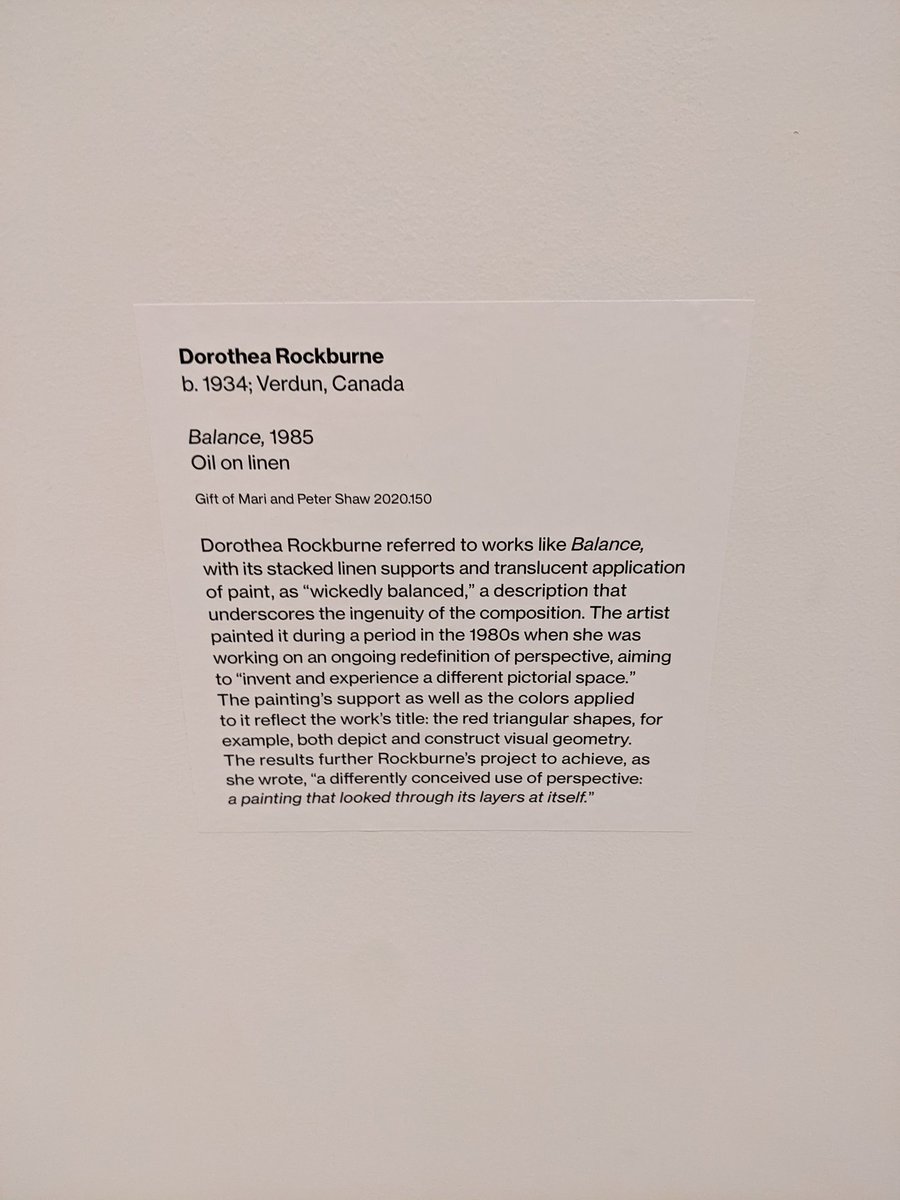 Dorothea Rockburne
b. 1934; Verdun, Canada
Balance, 1985
Oil on linen
Gift of Mari and Peter Shaw 2020.150
Dorothea Rockburne referred to works like Balance,
with its stacked linen supports and translucent application
of paint, as “wickedly balanced,” a description that
underscores the ingenuity of the composition. The artist
painted it during a period in the 1980s when she was
working on an ongoing redefinition of perspective, aiming
to “invent and experience a different pictorial space.”
The painting’s support as well as the colors applied
to it reflect the work’s title: the red triangular shapes, for
example, both depict and construct visual geometry.
The results further Rockburne’s project to achieve, as
she wrote, “a differently conceived use of perspective:
a painting that looked through its layers at itself.”